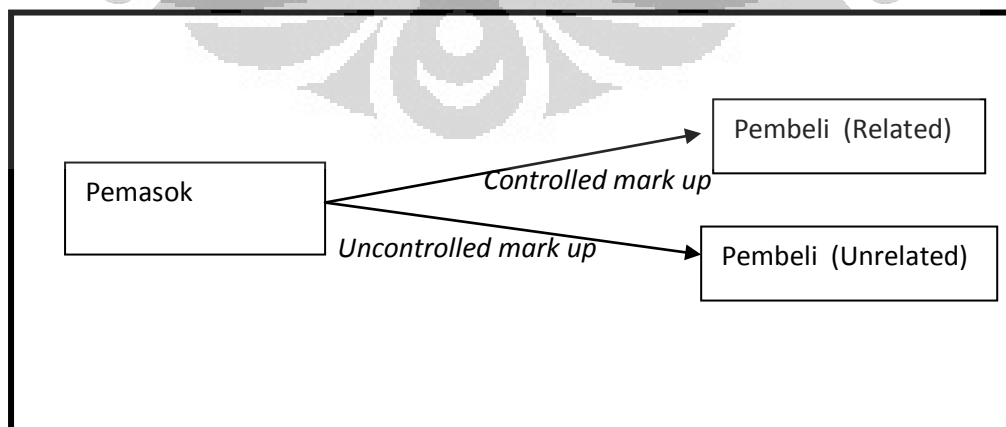 Pembeli (Related)
Pemasok
Controlled mark up
Uncontrolled mark up
Pembeli (Unrelated)